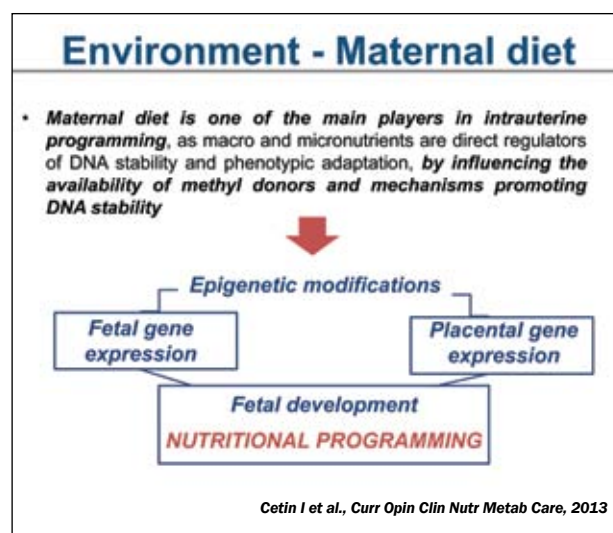 Environment - Maternal diet
• Maternal diet is one of the main players in intrauterine
programming, as macro and micronutrients are direct regulators
of DNA stability and phenotypic adaptation, by influencing the
availability of methyl donors and mechanisms promoting
DNA stability
Epigenetic modifications
Fetal gene
expression
Placental gene
expression
Fetal development
NUTRITIONAL PROGRAMMING
Cetin I et al., Curr Opin Clin Nutr Metab Care, 2013